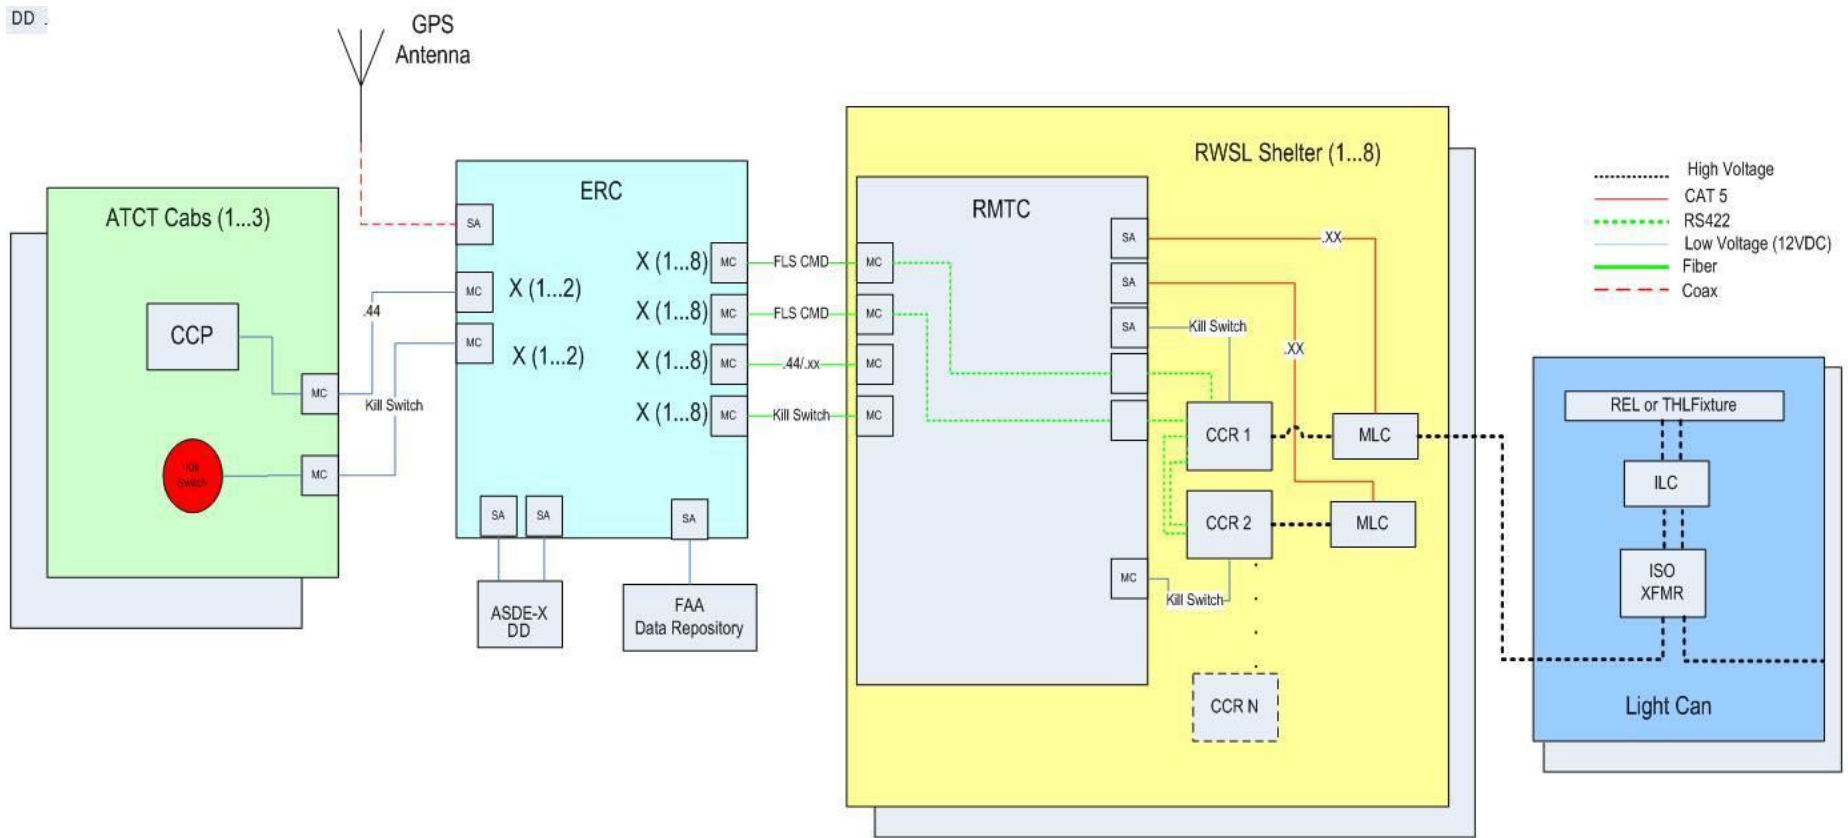 DD .
GPS
Antenna
ATCT Cabs (1...3)
CCP
MC
Kill
Switch
MC
.44
Kill Switch
ERC
SA
MC
X (1...2)
MC
X (1...2)
X (1...8)
MC
X (1...8)
MC
X (1...8)
MC
X (1...8)
MC
SA
SA
SA
ASDE-X
DD
FAA
Data Repository
FLS CMD
FLS CMD
.44/.xx
Kill Switch
RWSL Shelter (1...8)
RMTC
MC
MC
MC
MC
SA
SA
SA
MC
.XX
.XX
Kill Switch
CCR 1
MLC
CCR 2
MLC
Kill Switch
CCR N
High Voltage
CAT 5
RS422
Low Voltage (12VDC)
Fiber
Coax
REL or THLFixture
ILC
ISO
XFMR
Light Can